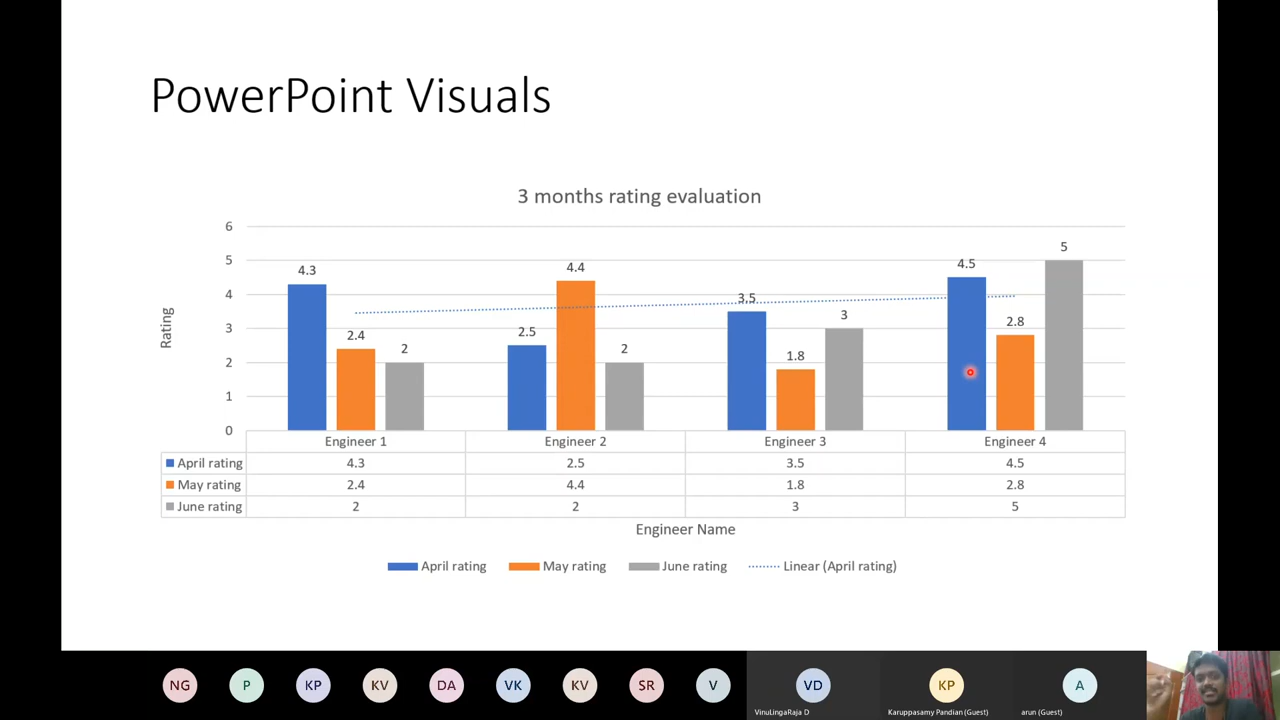 PowerPoint Visuals
3 months rating evaluation
6
5
4
3
2
1
0
Rating
4.3
2.4
2
2.5
4.4
2
3.5
1.8
3
4.5
2.8
5
Engineer 1 Engineer 2 Engineer 3 Engineer 4
April rating 4.3 2.5 3.5 4.5
May rating 2.4 4.4 1.8 2.8
June rating 2 2 3 5
Engineer Name
April rating May rating June rating Linear (April rating)
NG P KP KV DA VK KV SR V VD KP A
VinuLingaRaja D Karuppasamy Pandian (Guest) arun (Guest)